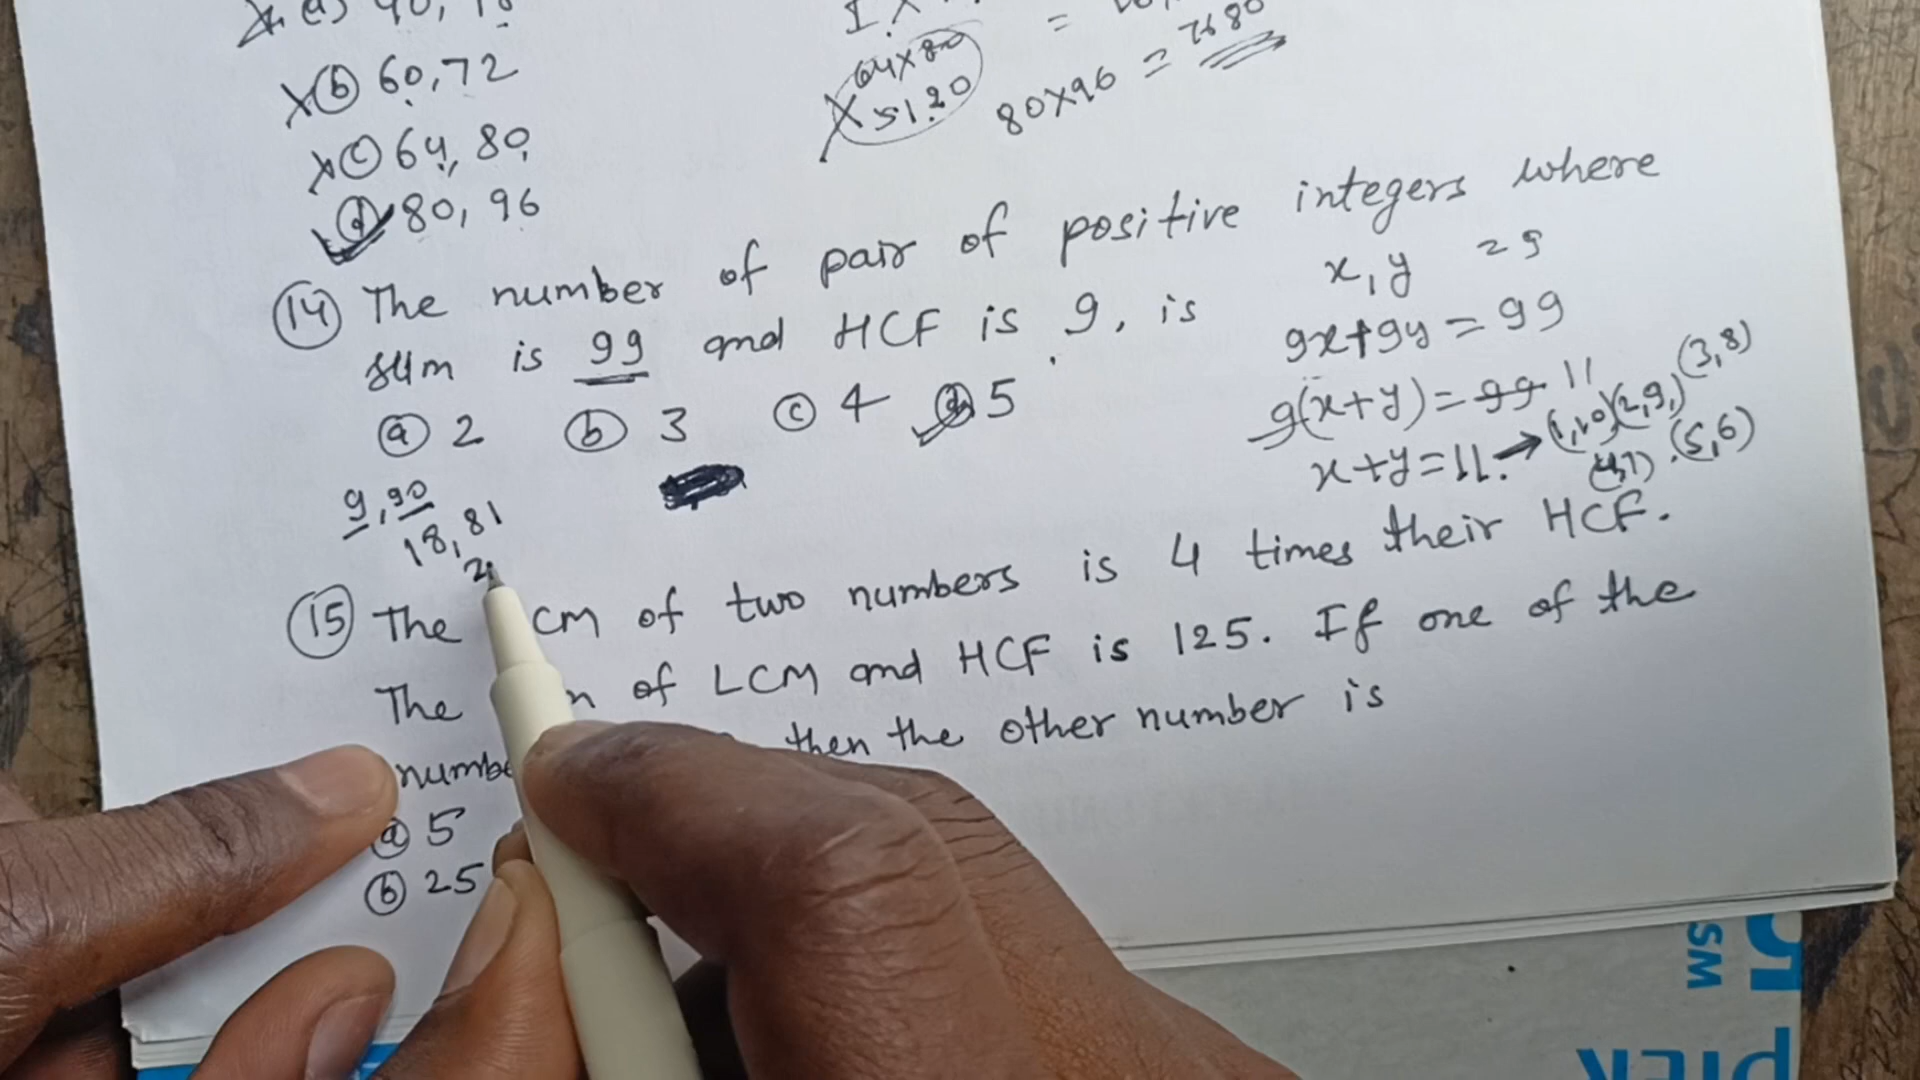 ⓑ 60,72
ⓒ 64,80
ⓓ 80,96
64×80
5120
80×96 = 7680
⑭ The number of pair of positive integers where
sum is 99 and HCF is 9, is
ⓐ 2 ⓑ 3 ⓒ 4 ⓓ 5
x,y = 9
9x+9y=99
9(x+y)=99 11
x+y=11. → (1,10)(2,9,)(3,8)
(4,7).(5,6)
9,90
18,81
2
⑮ The CM of two numbers is 4 times their HCF.
The of LCM and HCF is 125. If one of the
then the other number is
ⓐ 5
ⓑ 25
SM